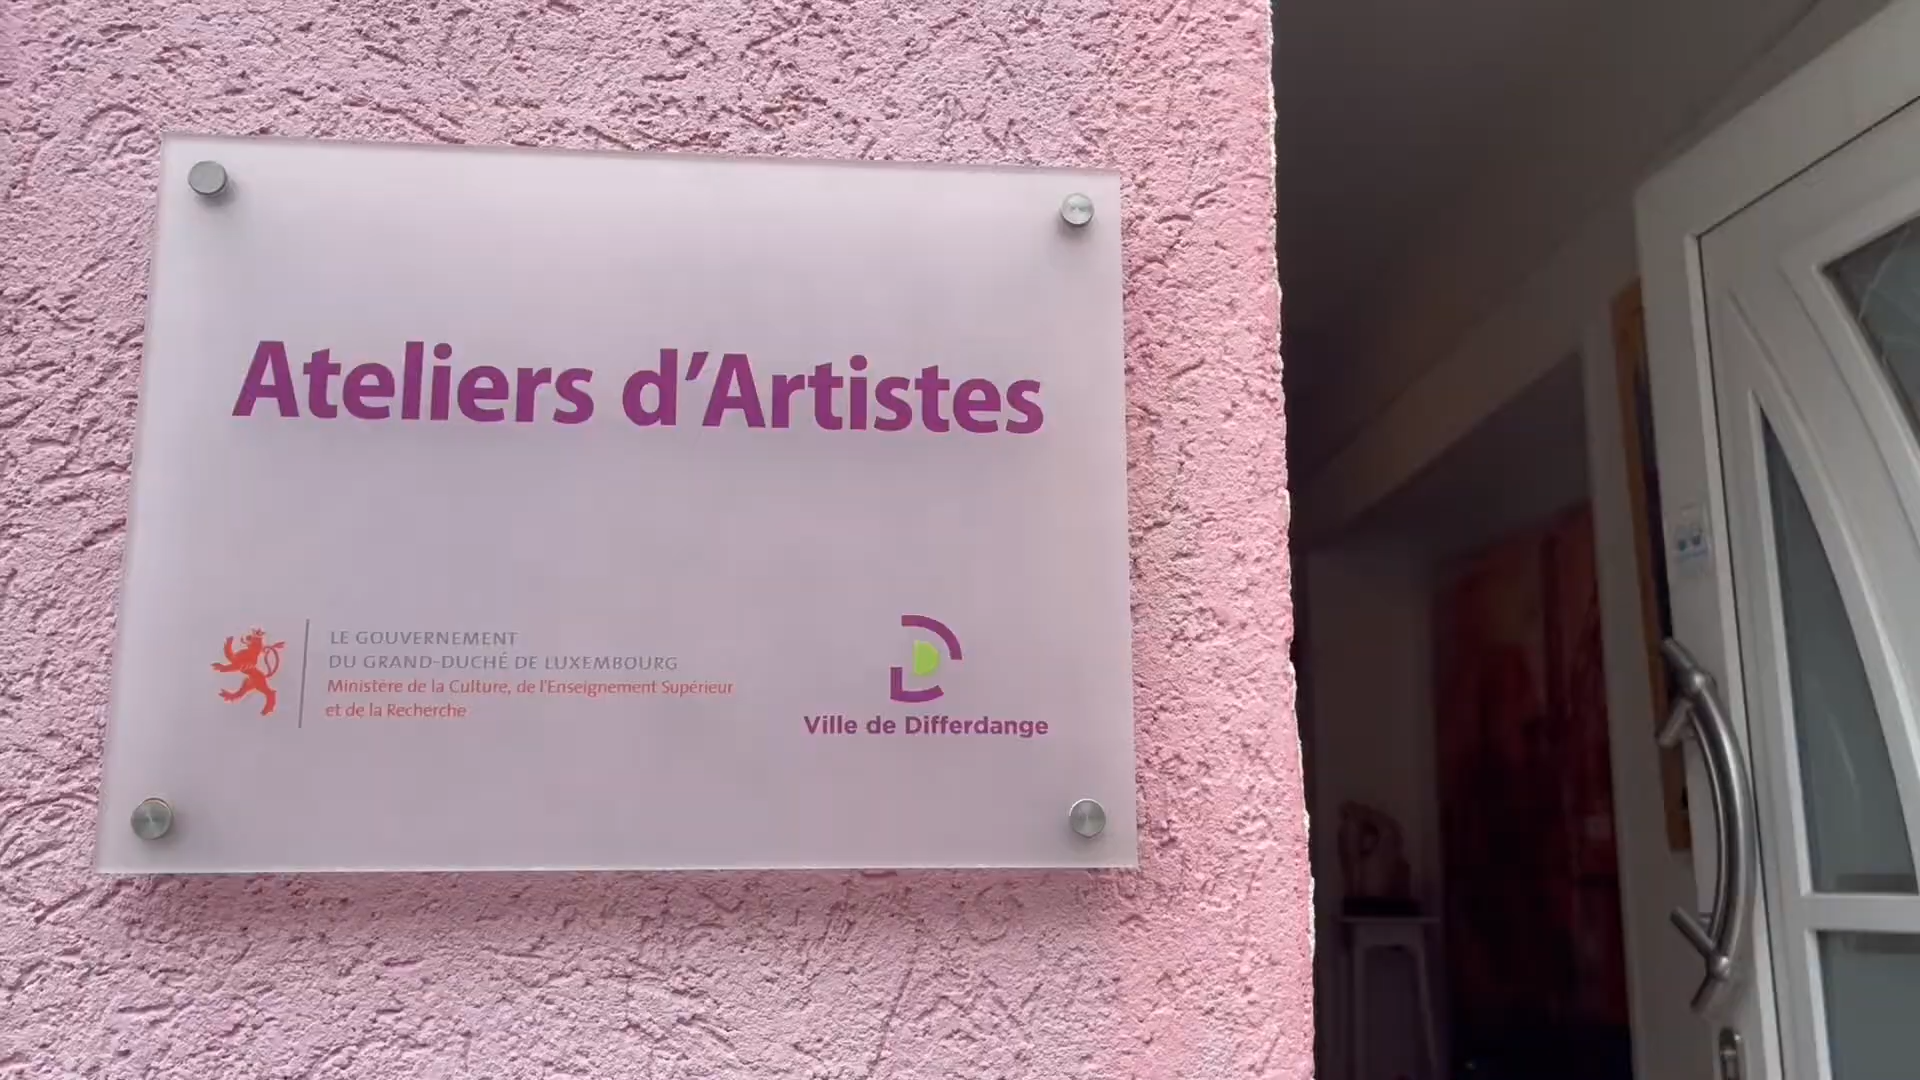 Ateliers d'Artistes
LE GOUVERNEMENT
DU GRAND-DUCHÉ DE LUXEMBOURG
Ministère de la Culture, de l'Enseignement Supérieur
et de la Recherche
Ville de Differdange